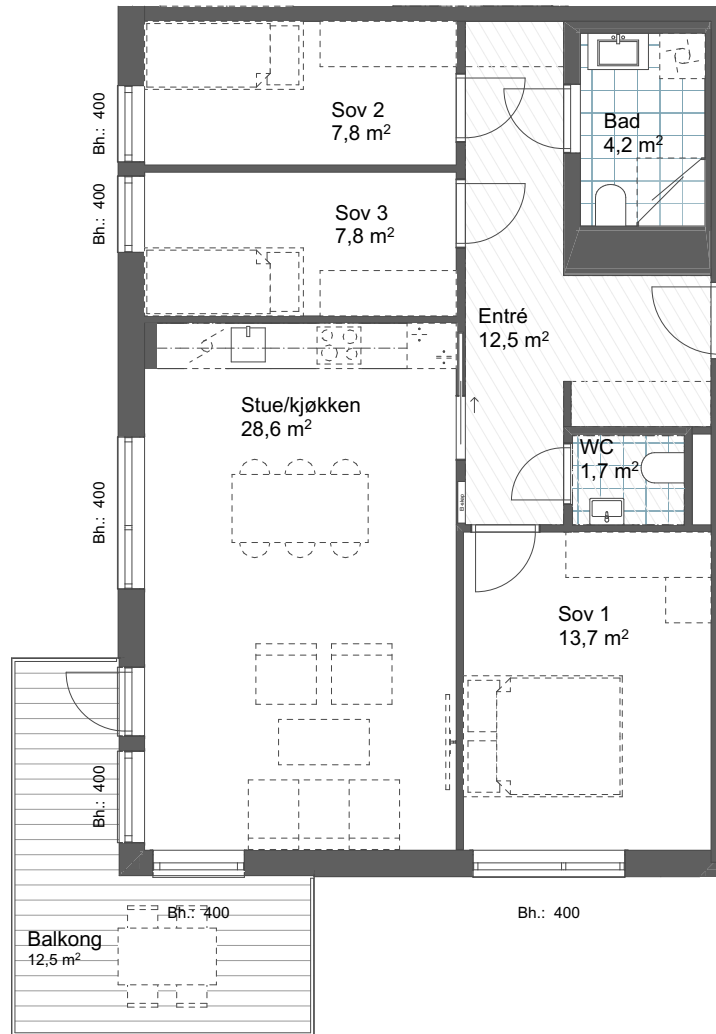 Bh.: 400
Sov 2
7,8 m²
Bad
4,2 m²
Bh.: 400
Sov 3
7,8 m²
Entré
12,5 m²
Stue/kjøkken
28,6 m²
WC
1,7 m²
Bh.: 400
Sov 1
13,7 m²
Bh.: 400
Bh.: 400
Bh.: 400
Balkong
12,5 m²